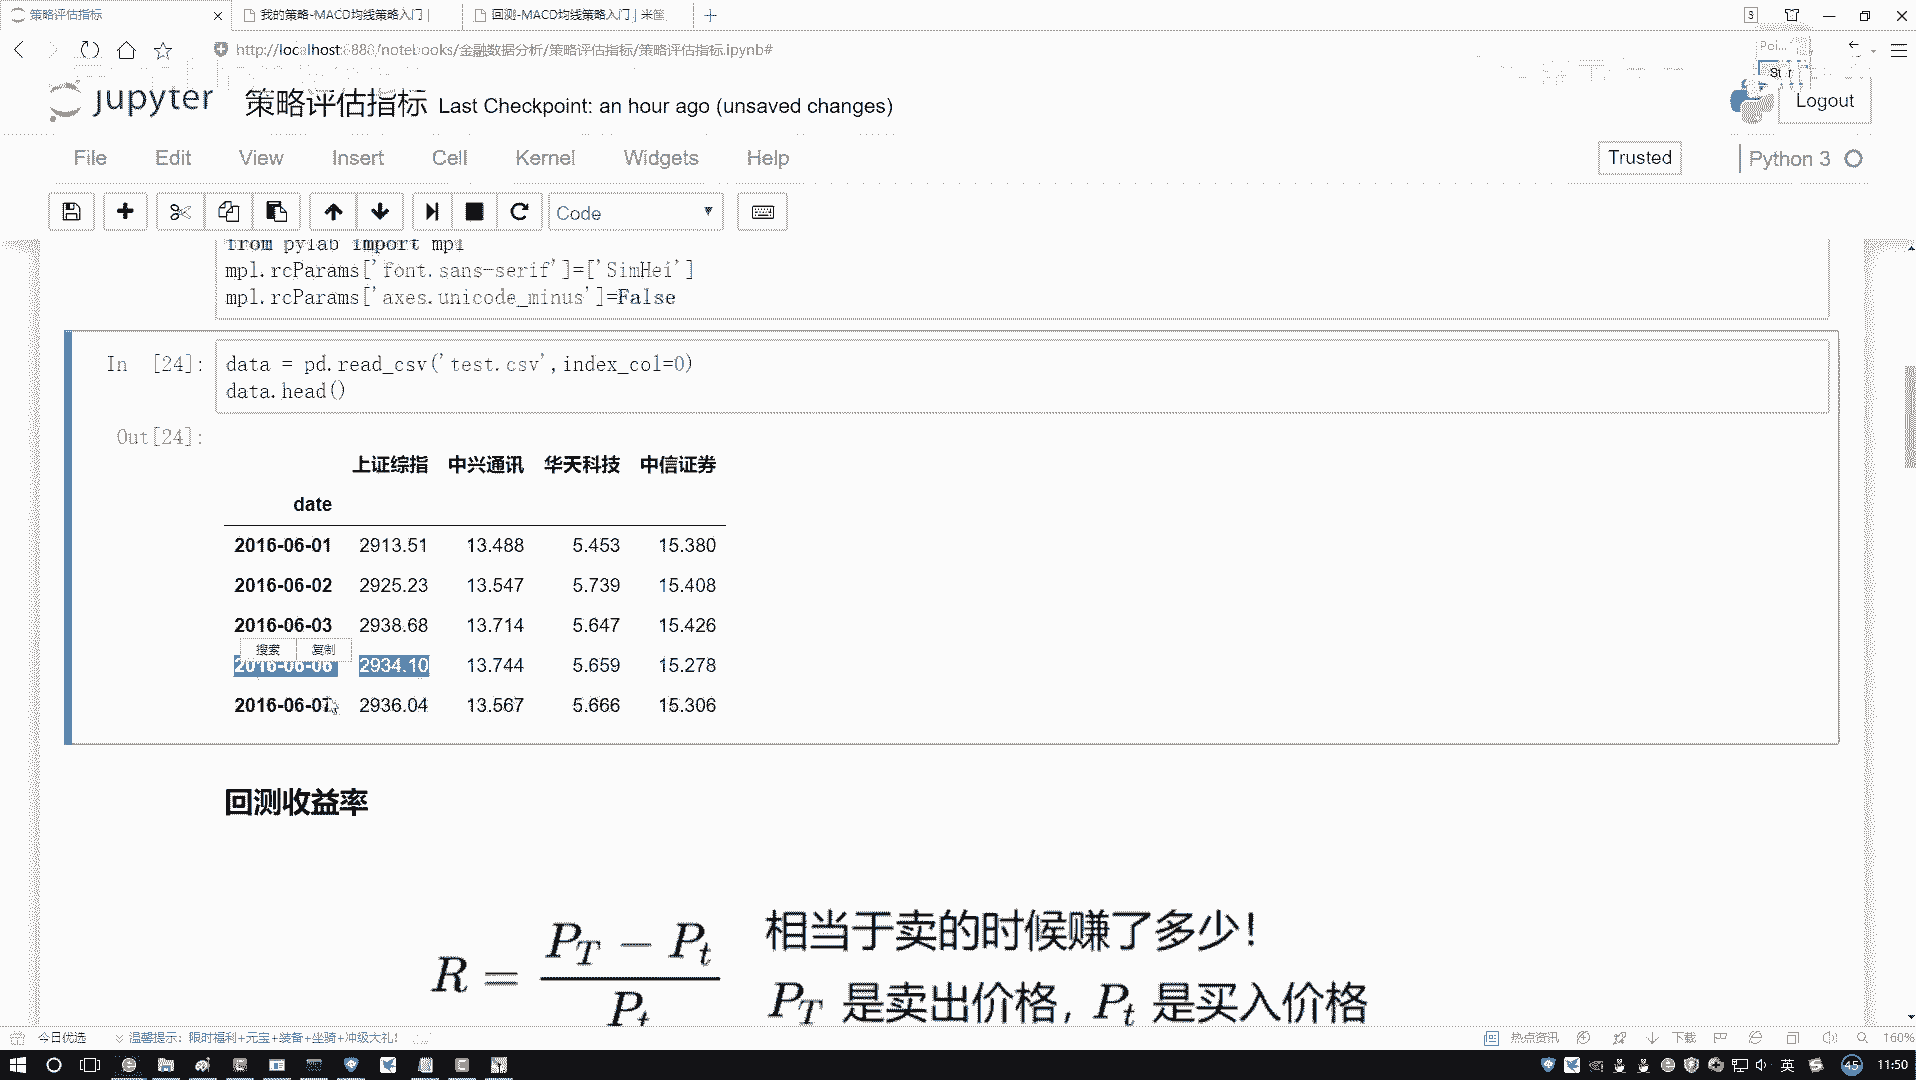 策略评估指标
我的策略-MACD均线策略入门 |
回测-MACD均线策略入门 | 米筐
http://localhost:8888/notebooks/金融数据分析/策略评估指标/策略评估指标.ipynb#
jupyter 策略评估指标 Last Checkpoint: an hour ago (unsaved changes)
Logout
File Edit View Insert Cell Kernel Widgets Help
Trusted
Python 3
Code
from pylab import mpl
mpl.rcParams['font.sans-serif']=['SimHei']
mpl.rcParams['axes.unicode_minus']=False
In [24]: data = pd.read_csv('test.csv',index_col=0)
data.head()
Out[24]:
上证综指 中兴通讯 华天科技 中信证券
date
2016-06-01 2913.51 13.488 5.453 15.380
2016-06-02 2925.23 13.547 5.739 15.408
2016-06-03 2938.68 13.714 5.647 15.426
搜索 复制
2016-06-06 2934.10 13.744 5.659 15.278
2016-06-07 2936.04 13.567 5.666 15.306
回测收益率
R = (P_T − P_t) / P_t
相当于卖的时候赚了多少!
P_T 是卖出价格, P_t 是买入价格
今日优选
温馨提示: 限时福利+元宝+装备+坐骑+冲级大礼!
热点资讯
下载
160%
英
45
11:50